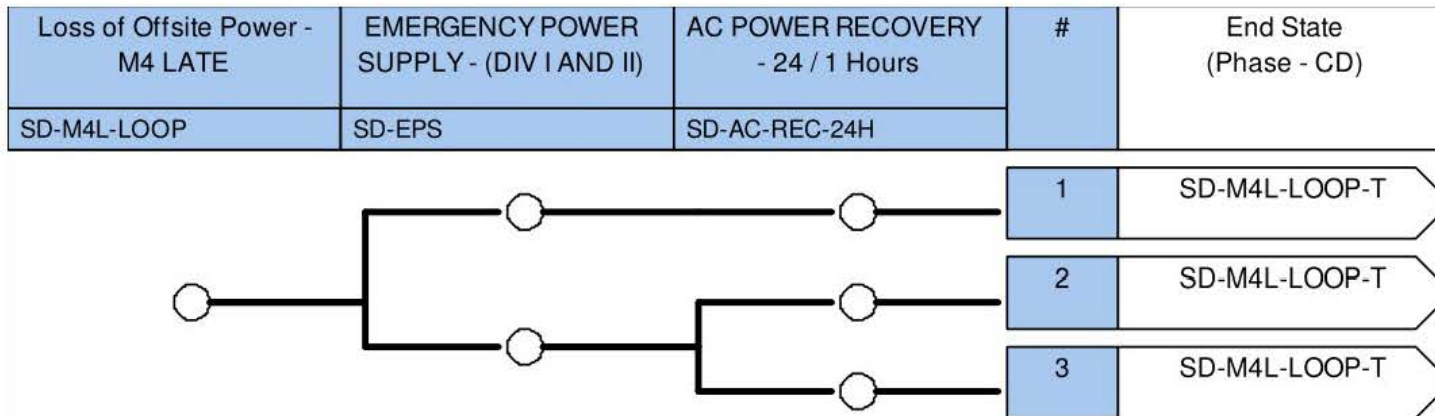 Loss of Offsite Power -
M4 LATE
EMERGENCY POWER
SUPPLY - (DIV I AND II)
AC POWER RECOVERY
- 24 / 1 Hours
#
End State
(Phase - CD)
SD-M4L-LOOP
SD-EPS
SD-AC-REC-24H
1
SD-M4L-LOOP-T
2
SD-M4L-LOOP-T
3
SD-M4L-LOOP-T